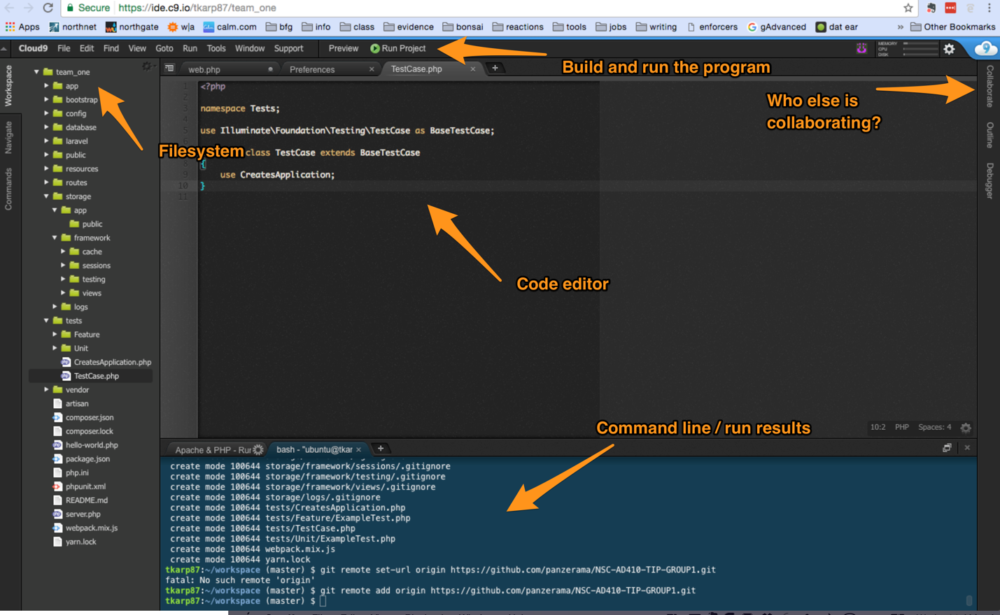 Secure https://ide.c9.io/tkarp87/team_one
Apps northnet northgate w|a calm.com bfg info class evidence bonsai reactions tools jobs writing enforcers gAdvanced dat ear » Other Bookmarks
Cloud9 File Edit Find View Goto Run Tools Window Support Preview Run Project
MEMORY
CPU
DISK
Build and run the program
Who else is
collaborating?
Collaborate
Outline
Debugger
Workspace
Navigate
Commands
team_one
app
bootstrap
config
database
laravel
public
resources
routes
storage
app
public
framework
cache
sessions
testing
views
logs
tests
Feature
Unit
CreatesApplication.php
TestCase.php
vendor
artisan
composer.json
composer.lock
hello-world.php
package.json
php.ini
phpunit.xml
README.md
server.php
webpack.mix.js
yarn.lock
Filesystem
web.php Preferences × TestCase.php × +
1 <?php
2
3 namespace Tests;
4
5 use Illuminate\Foundation\Testing\TestCase as BaseTestCase;
class TestCase extends BaseTestCase
8 {
9 use CreatesApplication;
10 }
11
Code editor
10:2 PHP Spaces: 4
Command line / run results
Apache & PHP - Rur bash - "ubuntu@tkar × +
create mode 100644 storage/framework/sessions/.gitignore
create mode 100644 storage/framework/testing/.gitignore
create mode 100644 storage/framework/views/.gitignore
create mode 100644 storage/logs/.gitignore
create mode 100644 tests/CreatesApplication.php
create mode 100644 tests/Feature/ExampleTest.php
create mode 100644 tests/TestCase.php
create mode 100644 tests/Unit/ExampleTest.php
create mode 100644 webpack.mix.js
create mode 100644 yarn.lock
tkarp87:~/workspace (master) $ git remote set-url origin https://github.com/panzerama/NSC-AD410-TIP-GROUP1.git
fatal: No such remote 'origin'
tkarp87:~/workspace (master) $ git remote add origin https://github.com/panzerama/NSC-AD410-TIP-GROUP1.git
tkarp87:~/workspace (master) $